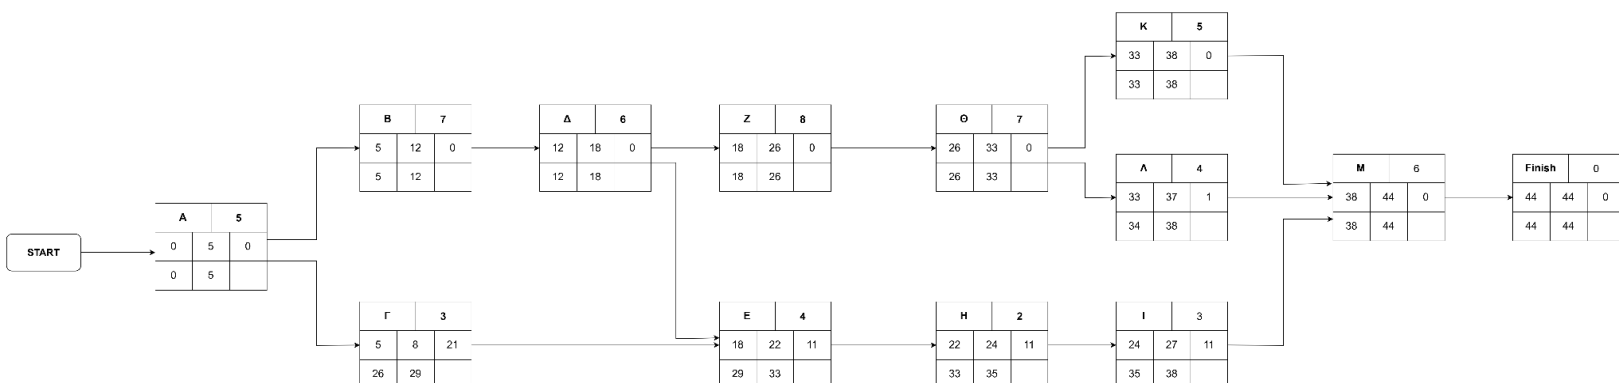 K 5
33 38 0
33 38
B 7
5 12 0
5 12
Δ 6
12 18 0
12 18
Z 8
18 26 0
18 26
Θ 7
26 33 0
26 33
Λ 4
33 37 1
34 38
M 6
38 44 0
38 44
Finish 0
44 44 0
44 44
START
A 5
0 5 0
0 5
Γ 3
5 8 21
26 29
E 4
18 22 11
29 33
H 2
22 24 11
33 35
I 3
24 27 11
35 38